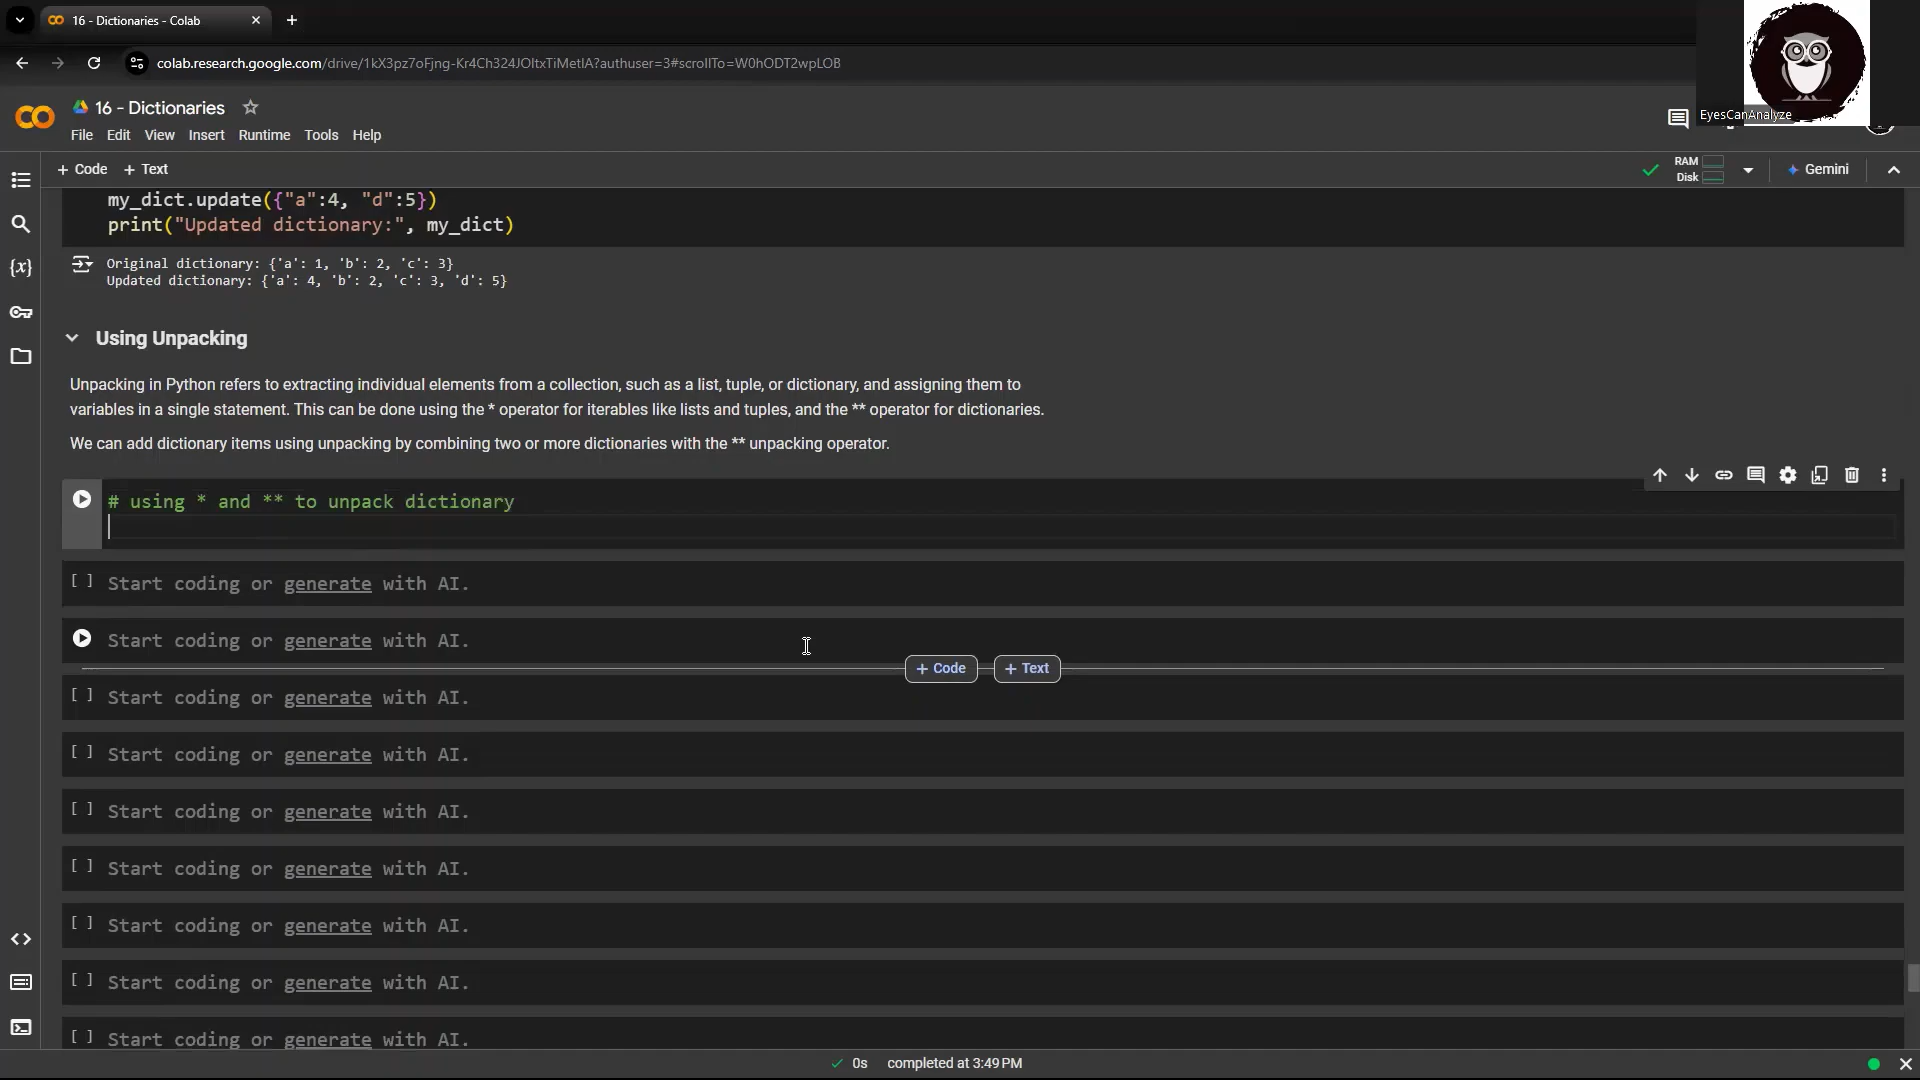 16 - Dictionaries - Colab
colab.research.google.com/drive/1kX3pz7oFjng-Kr4Ch324JOItxTiMetIA?authuser=3#scrollTo=W0hODT2wpLOB
EyesCanAnalyze
16 - Dictionaries
File Edit View Insert Runtime Tools Help
+ Code + Text
RAM
Disk
Gemini
my_dict.update({"a":4, "d":5})
print("Updated dictionary:", my_dict)
Original dictionary: {'a': 1, 'b': 2, 'c': 3}
Updated dictionary: {'a': 4, 'b': 2, 'c': 3, 'd': 5}
Using Unpacking
Unpacking in Python refers to extracting individual elements from a collection, such as a list, tuple, or dictionary, and assigning them to
variables in a single statement. This can be done using the * operator for iterables like lists and tuples, and the ** operator for dictionaries.
We can add dictionary items using unpacking by combining two or more dictionaries with the ** unpacking operator.
# using * and ** to unpack dictionary
[ ] Start coding or generate with AI.
Start coding or generate with AI.
+ Code + Text
[ ] Start coding or generate with AI.
[ ] Start coding or generate with AI.
[ ] Start coding or generate with AI.
[ ] Start coding or generate with AI.
[ ] Start coding or generate with AI.
[ ] Start coding or generate with AI.
[ ] Start coding or generate with AI.
0s completed at 3:49 PM